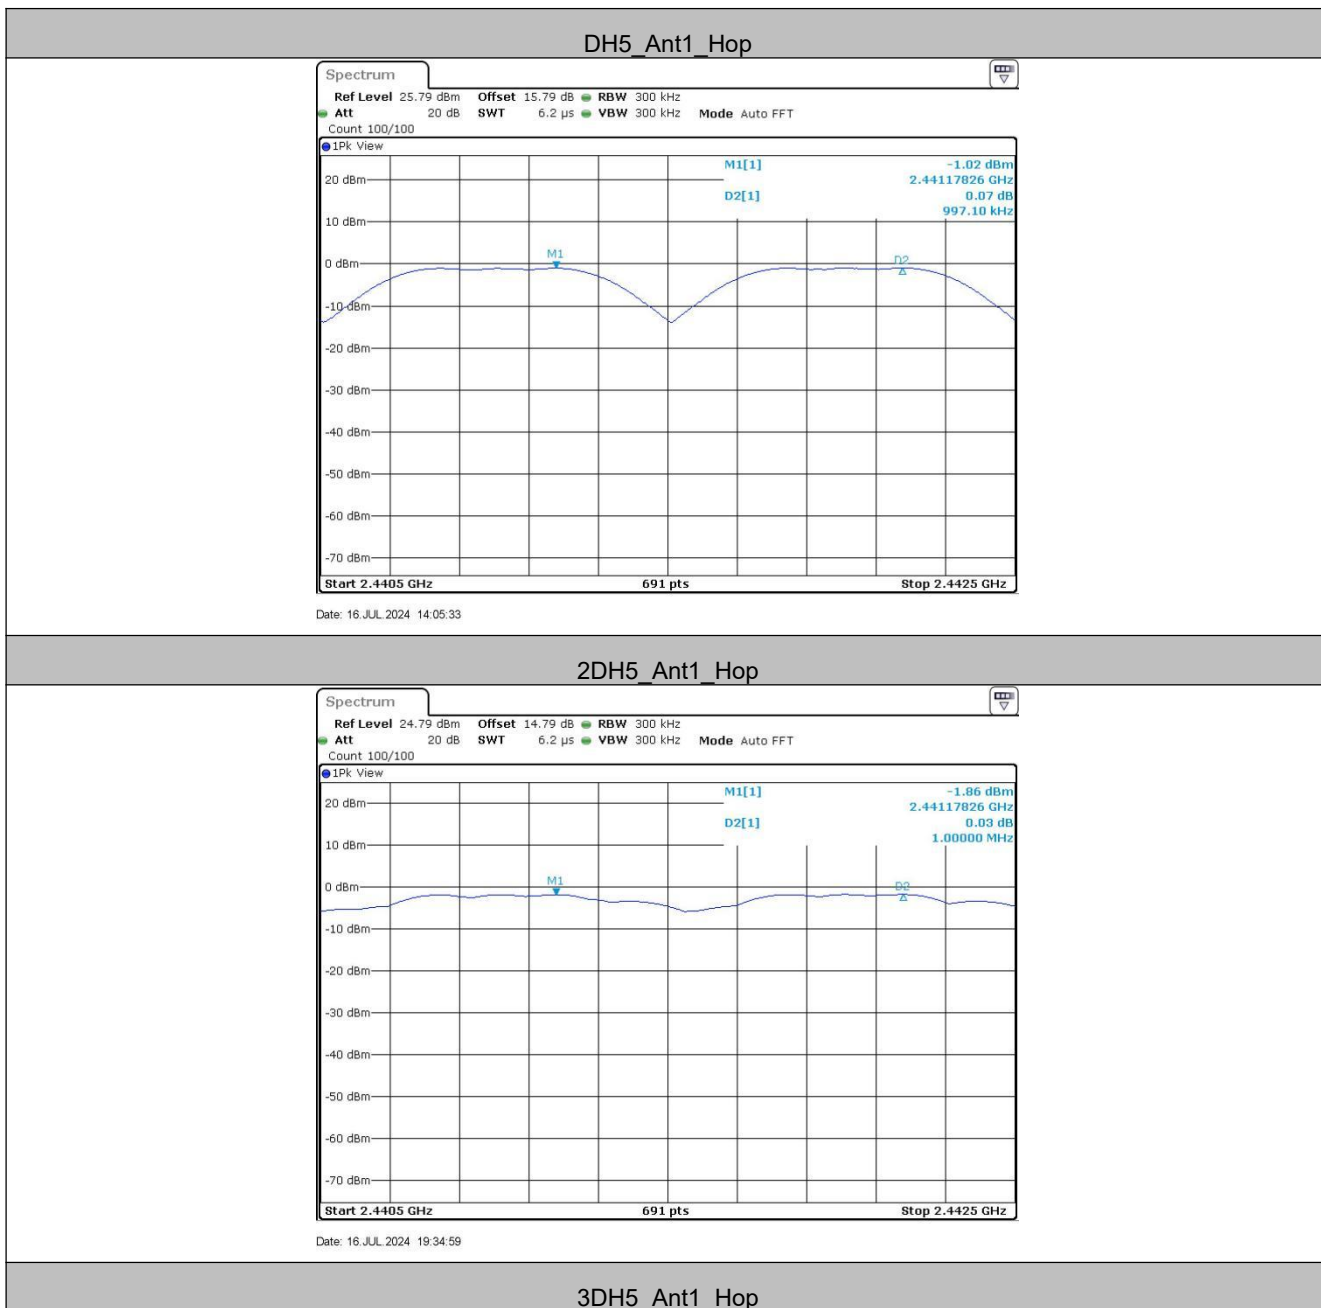 DH5_Ant1_Hop
Spectrum
Ref Level 25.79 dBm Offset 15.79 dB RBW 300 kHz
Att 20 dB SWT 6.2 µs VBW 300 kHz Mode Auto FFT
Count 100/100
1Pk View
M1[1] -1.02 dBm
2.44117826 GHz
D2[1] 0.07 dB
997.10 kHz
20 dBm
10 dBm
M1
D2
0 dBm
-10 dBm
-20 dBm
-30 dBm
-40 dBm
-50 dBm
-60 dBm
-70 dBm
Start 2.4405 GHz 691 pts Stop 2.4425 GHz
Date: 16.JUL.2024 14:05:33
2DH5_Ant1_Hop
Spectrum
Ref Level 24.79 dBm Offset 14.79 dB RBW 300 kHz
Att 20 dB SWT 6.2 µs VBW 300 kHz Mode Auto FFT
Count 100/100
1Pk View
M1[1] -1.86 dBm
2.44117826 GHz
D2[1] 0.03 dB
1.00000 MHz
20 dBm
10 dBm
M1
D2
0 dBm
-10 dBm
-20 dBm
-30 dBm
-40 dBm
-50 dBm
-60 dBm
-70 dBm
Start 2.4405 GHz 691 pts Stop 2.4425 GHz
Date: 16.JUL.2024 19:34:59
3DH5_Ant1_Hop